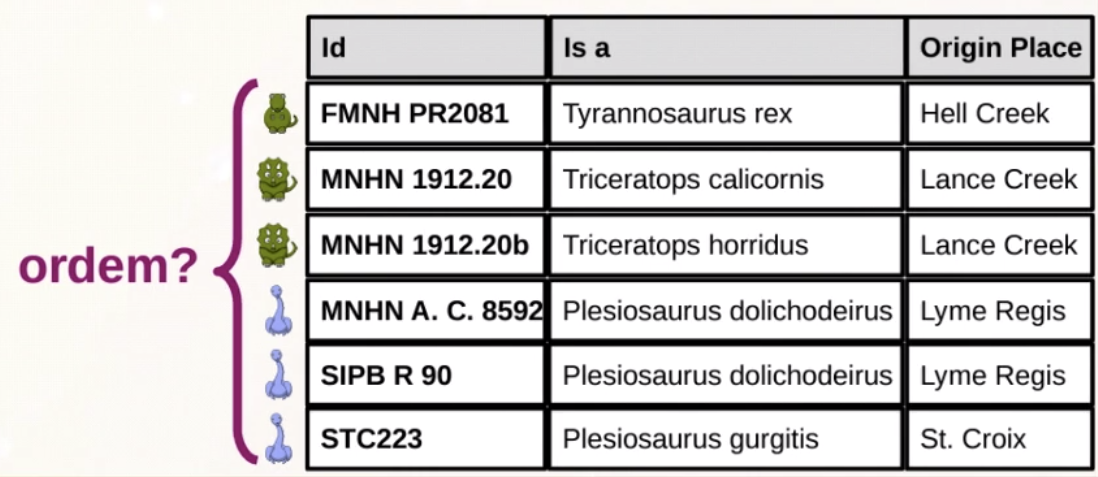 Id Is a Origin Place
FMNH PR2081 Tyrannosaurus rex Hell Creek
MNHN 1912.20 Triceratops calicornis Lance Creek
MNHN 1912.20b Triceratops horridus Lance Creek
ordem?
MNHN A. C. 8592 Plesiosaurus dolichodeirus Lyme Regis
SIPB R 90 Plesiosaurus dolichodeirus Lyme Regis
STC223 Plesiosaurus gurgitis St. Croix